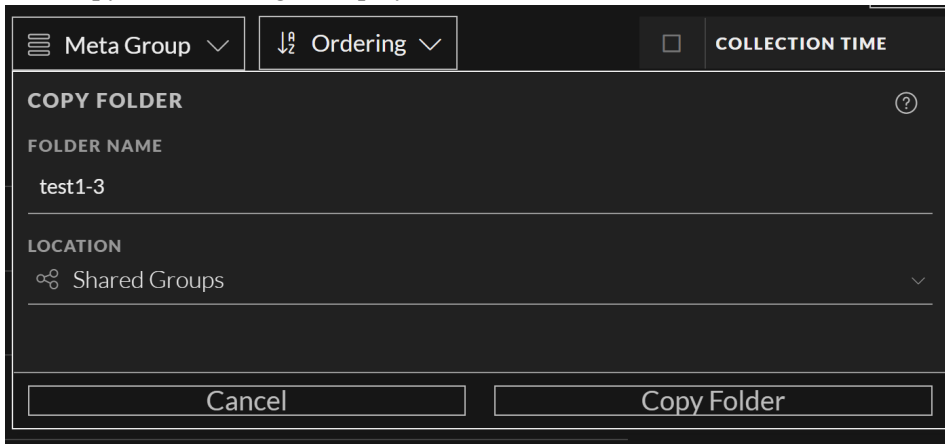 Meta Group
Ordering
COLLECTION TIME
COPY FOLDER
FOLDER NAME
test1-3
LOCATION
Shared Groups
Cancel
Copy Folder